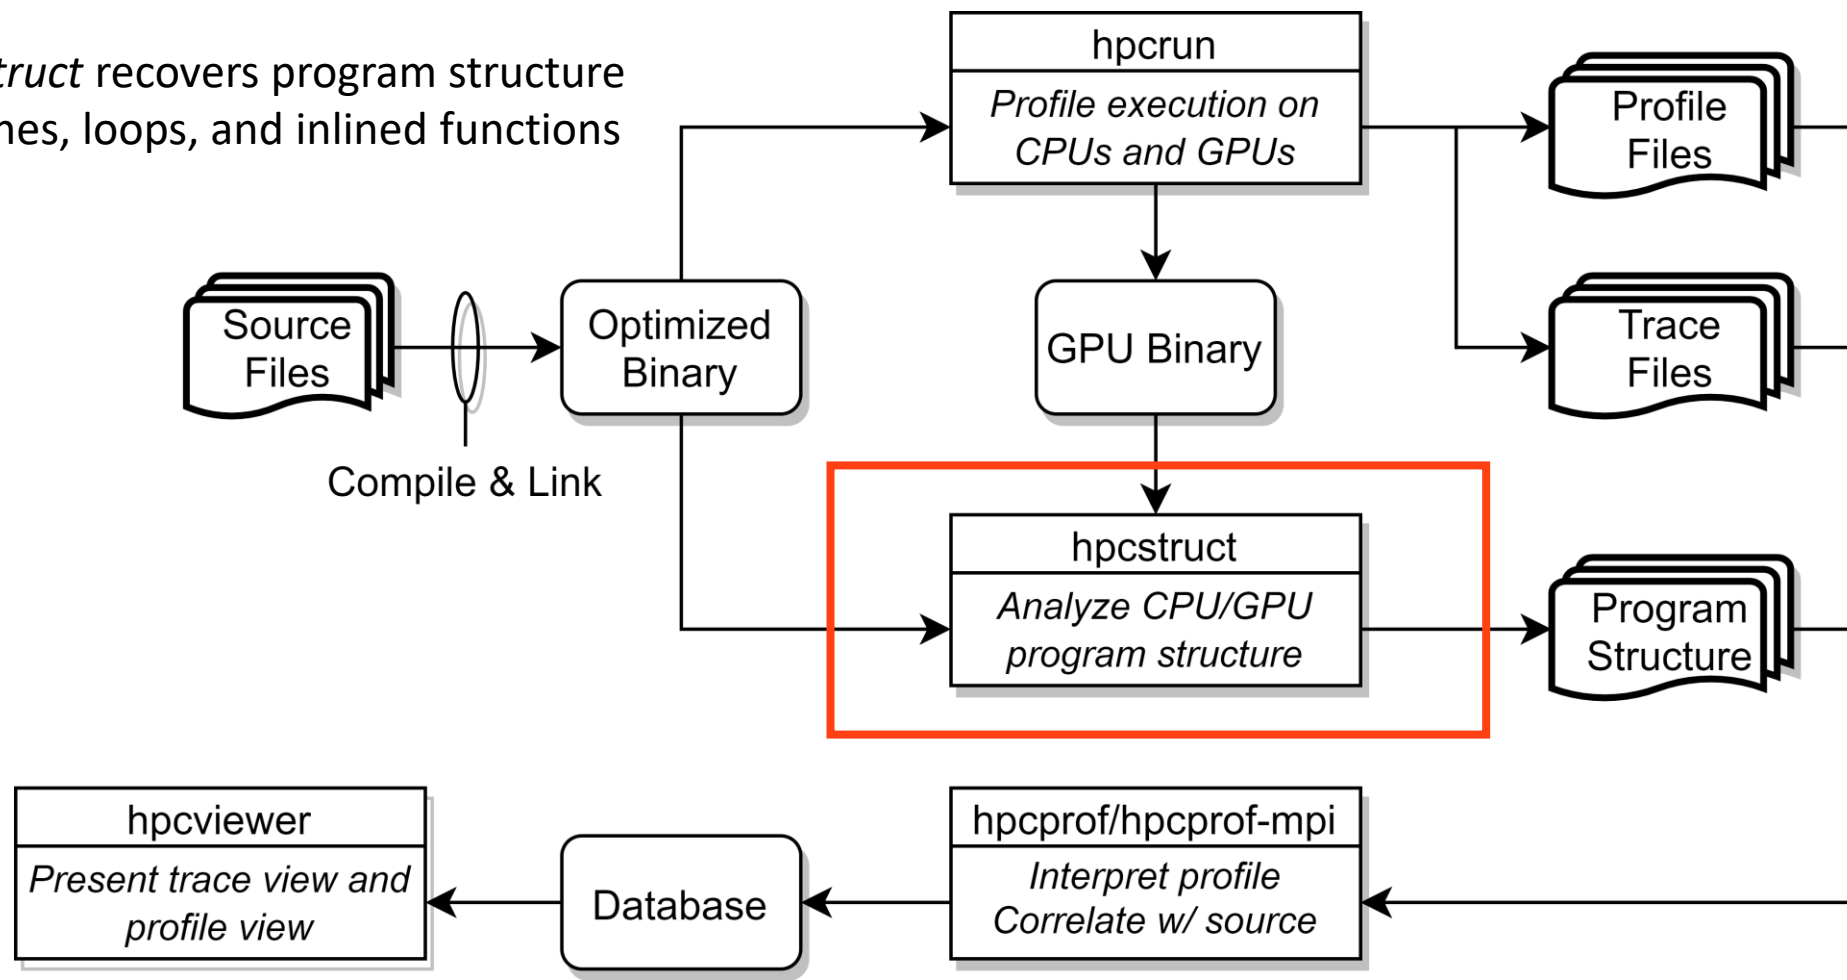 truct recovers program structure
nes, loops, and inlined functions
hpcrun
Profile execution on
CPUs and GPUs
Profile
Files
Source
Files
Optimized
Binary
GPU Binary
Trace
Files
Compile & Link
hpcstruct
Analyze CPU/GPU
program structure
Program
Structure
hpcviewer
Present trace view and
profile view
Database
hpcprof/hpcprof-mpi
Interpret profile
Correlate w/ source